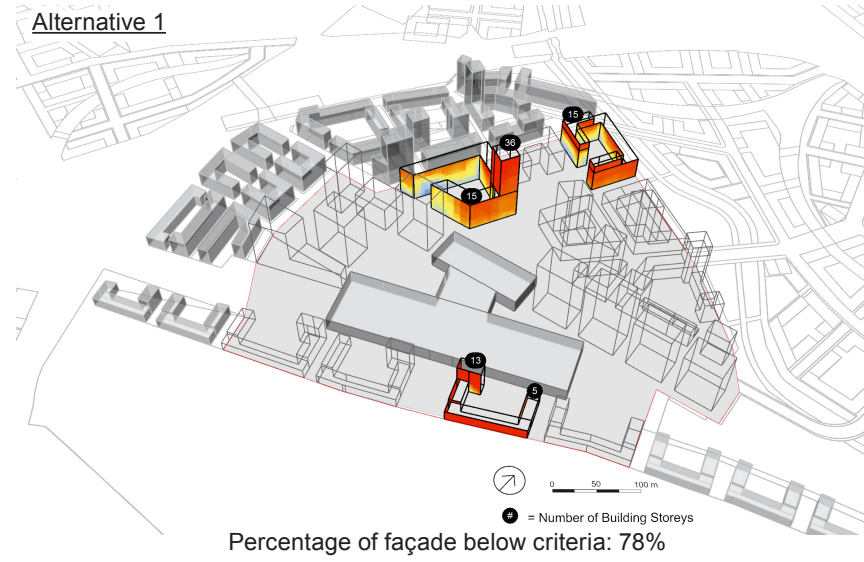 Alternative 1
15
36
15
13
5
0 50 100 m
# = Number of Building Storeys
Percentage of façade below criteria: 78%